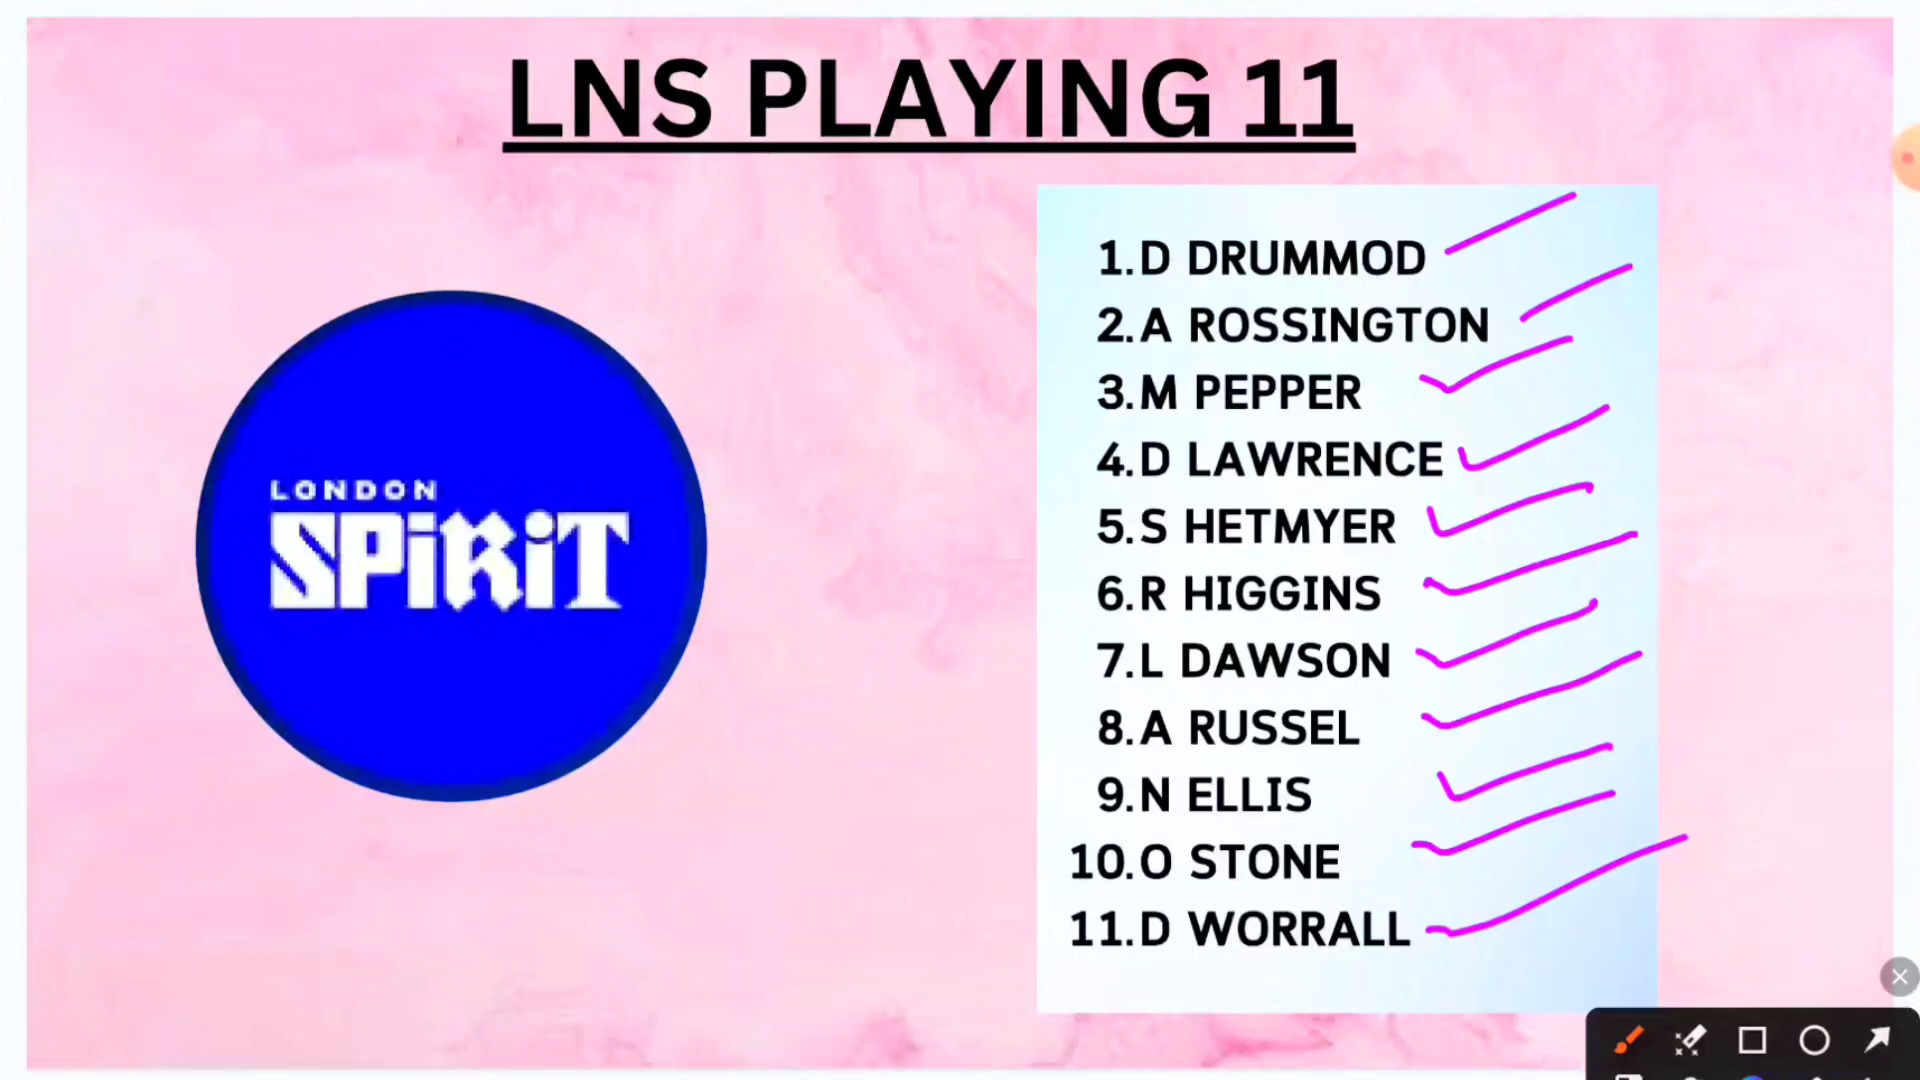 LNS PLAYING 11
LONDON
SPiRiT
1. D DRUMMOD
2. A ROSSINGTON
3. M PEPPER
4. D LAWRENCE
5. S HETMYER
6. R HIGGINS
7. L DAWSON
8. A RUSSEL
9. N ELLIS
10. O STONE
11. D WORRALL